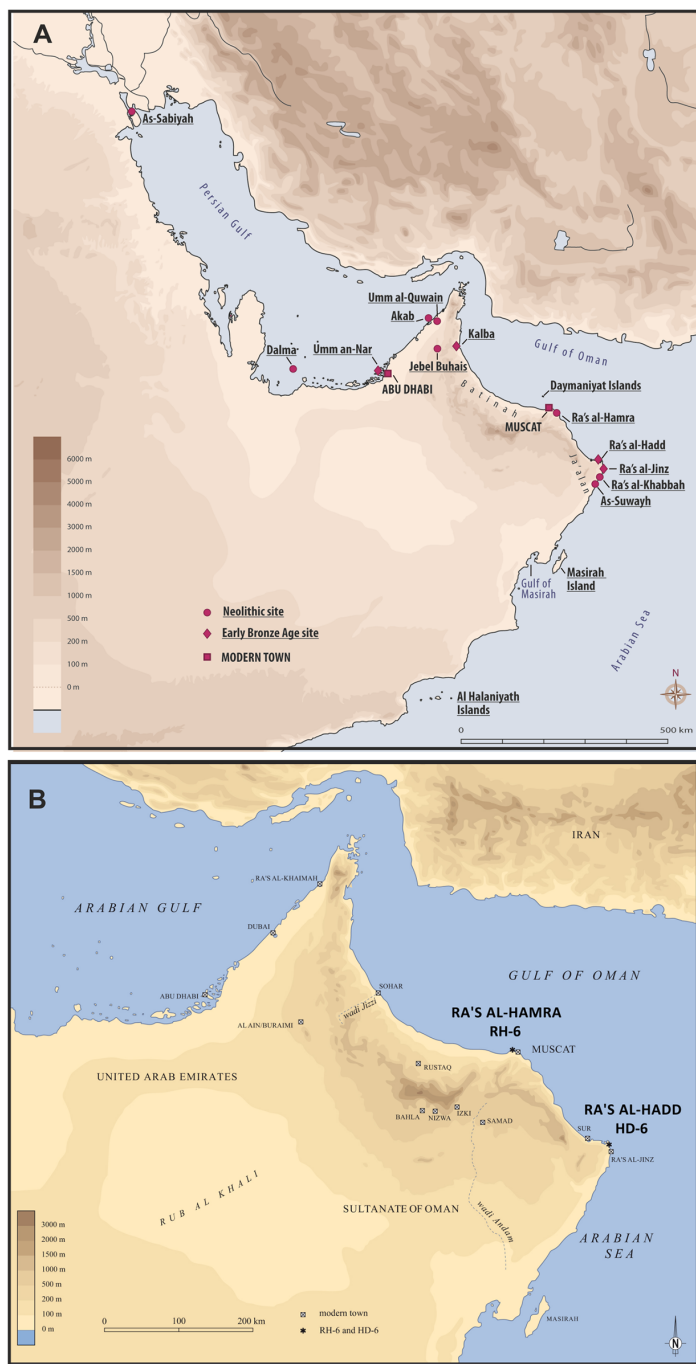 A
As-Sabiyah
Persian Gulf
Umm al-Quwain
Akab
Kalba
Gulf of Oman
Umm an-Nar
Dalma
Jebel Buhais
ABU DHABI
Batinah
Daymaniyat Islands
MUSCAT
Ra's al-Hamra
Ra's al-Hadd
Ja'alan
Ra's al-Jinz
Ra's al-Khabbah
As-Suwayh
6000 m
5000 m
4000 m
3000 m
2000 m
1000 m
500 m
200 m
100 m
0 m
Gulf of
Masirah
Masirah
Island
Neolithic site
Early Bronze Age site
MODERN TOWN
Arabian Sea
N
Al Halaniyath
Islands
0
500 km
B
IRAN
RA'S AL-KHAIMAH
ARABIAN GULF
DUBAI
GULF OF OMAN
ABU DHABI
SOHAR
wadi Jizzi
RA'S AL-HAMRA
RH-6
ALAIN/BURAIMI
MUSCAT
RUSTAQ
UNITED ARAB EMIRATES
RA'S AL-HADD
HD-6
BAHLA
NIZWA
IZKI
SAMAD
SUR
RA'S AL-JINZ
RUB AL KHALI
SULTANATE OF OMAN
wadi Andam
ARABIAN
SEA
3000 m
2000 m
1000 m
500 m
200 m
100 m
0 m
0
100
200 km
modern town
RH-6 and HD-6
MASIRAH
N